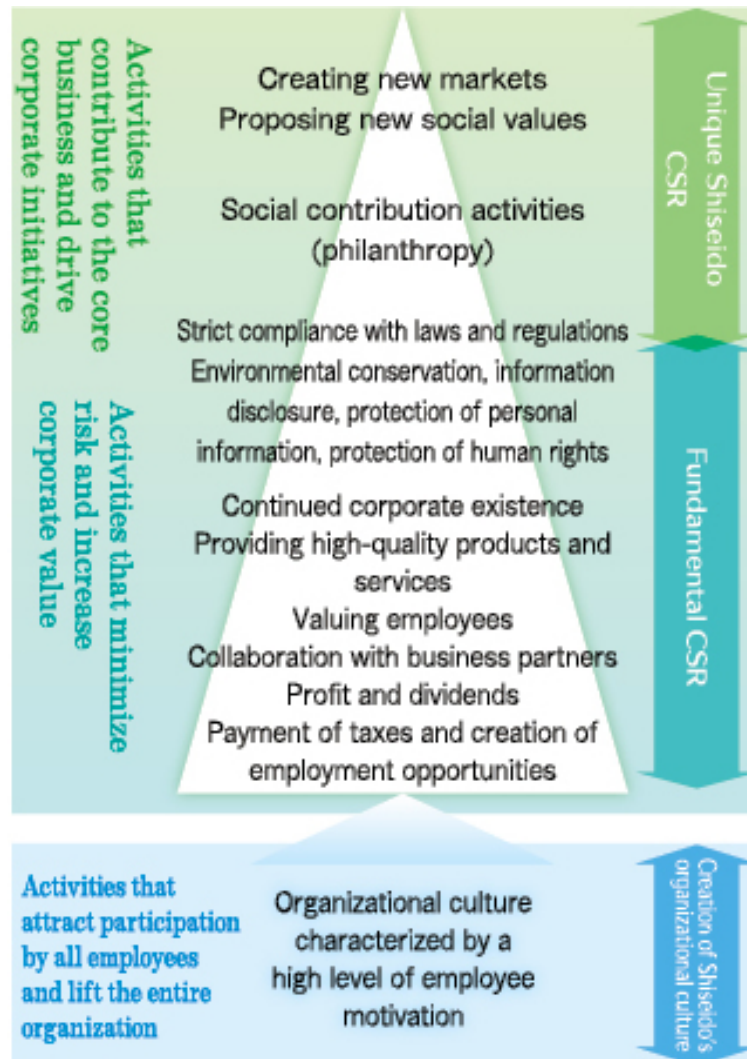 Activities that
contribute to the core
business and drive
corporate initiatives
Creating new markets
Proposing new social values
Social contribution activities
(philanthropy)
Unique Shiseido
CSR
Activities that minimize
risk and increase
corporate value
Strict compliance with laws and regulations
Environmental conservation, information
disclosure, protection of personal
information, protection of human rights
Continued corporate existence
Providing high-quality products and
services
Valuing employees
Collaboration with business partners
Profit and dividends
Payment of taxes and creation of
employment opportunities
Fundamental CSR
Activities that
attract participation
by all employees
and lift the entire
organization
Organizational culture
characterized by a
high level of employee
motivation
Creation of Shiseido's
organizational culture